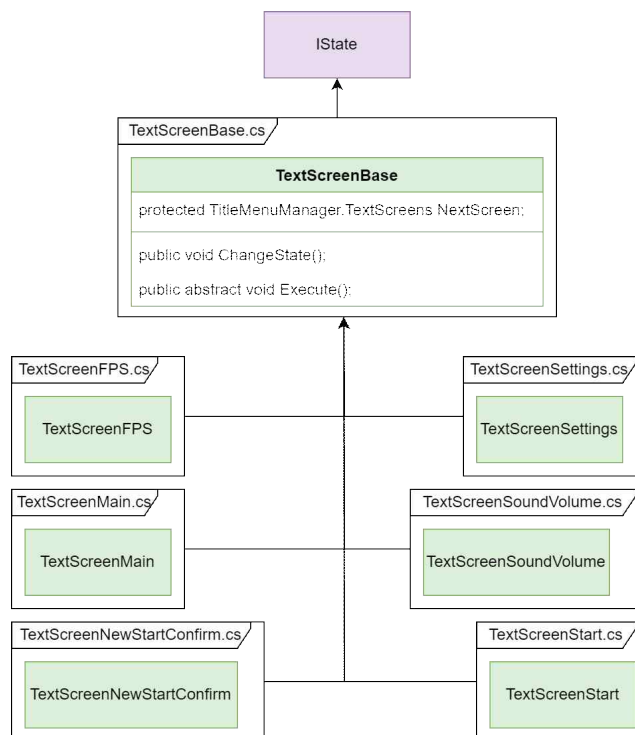 IState
TextScreenBase.cs
TextScreenBase
protected TitleMenuManager.TextScreens NextScreen;
public void ChangeState();
public abstract void Execute();
TextScreenFPS.cs
TextScreenFPS
TextScreenSettings.cs
TextScreenSettings
TextScreenMain.cs
TextScreenMain
TextScreenSoundVolume.cs
TextScreenSoundVolume
TextScreenNewStartConfirm.cs
TextScreenNewStartConfirm
TextScreenStart.cs
TextScreenStart